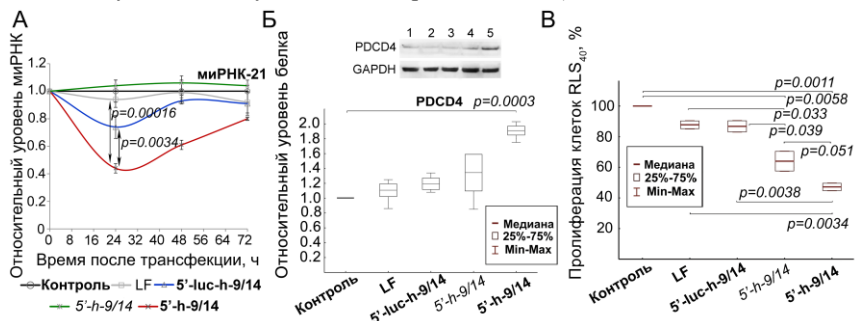 А
Относительный уровень миРНК
1.2
1.0
0.8
0.6
0.4
0.2
0
миРНК-21
p=0.00016
p=0.0034
0 12 24 36 48 60 72
Время после трансфекции, ч
Контроль LF 5'-luc-h-9/14
5'-h-9/14 5'-h-9/14
Б
1 2 3 4 5
PDCD4
GAPDH
PDCD4 p=0.0003
Относительный уровень белка
2.0
1.8
1.6
1.4
1.2
1.0
0.8
0.6
0.4
0.2
Медиана
25%-75%
Min-Max
Контроль
LF
5'-luc-h-9/14
5'-h-9/14
5'-h-9/14
В
Пролиферация клеток RLS40, %
100
80
60
40
20
p=0.0011
p=0.0058
p=0.033
p=0.039
p=0.051
p=0.0038
p=0.0034
Медиана
25%-75%
Min-Max
Контроль
LF
5'-luc-h-9/14
5'-h-9/14
5'-h-9/14